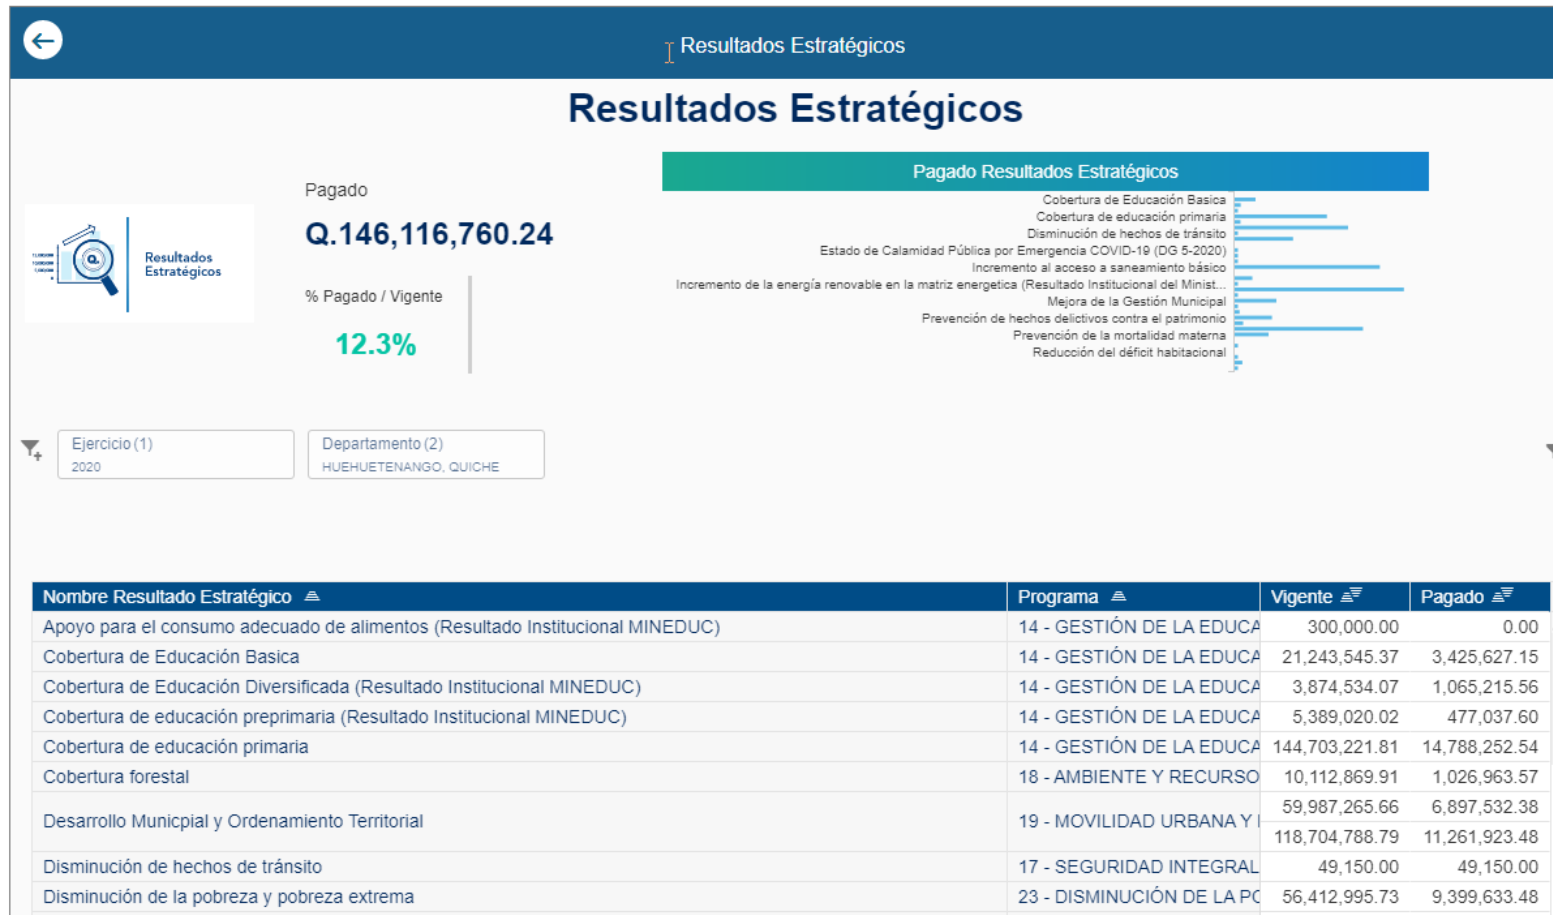 Resultados Estratégicos
Resultados Estratégicos
Pagado Resultados Estratégicos
Pagado
Q.146,116,760.24
% Pagado / Vigente
12.3%
Resultados
Estratégicos
Cobertura de Educación Basica
Cobertura de educación primaria
Disminución de hechos de tránsito
Estado de Calamidad Pública por Emergencia COVID-19 (DG 5-2020)
Incremento al acceso a saneamiento básico
Incremento de la energía renovable en la matriz energetica (Resultado Institucional del Minist...
Mejora de la Gestión Municipal
Prevención de hechos delictivos contra el patrimonio
Prevención de la mortalidad materna
Reducción del déficit habitacional
Ejercicio (1)
2020
Departamento (2)
HUEHUETENANGO, QUICHE
Nombre Resultado Estratégico Programa Vigente Pagado
Apoyo para el consumo adecuado de alimentos (Resultado Institucional MINEDUC) 14 - GESTIÓN DE LA EDUCA 300,000.00 0.00
Cobertura de Educación Basica 14 - GESTIÓN DE LA EDUCA 21,243,545.37 3,425,627.15
Cobertura de Educación Diversificada (Resultado Institucional MINEDUC) 14 - GESTIÓN DE LA EDUCA 3,874,534.07 1,065,215.56
Cobertura de educación preprimaria (Resultado Institucional MINEDUC) 14 - GESTIÓN DE LA EDUCA 5,389,020.02 477,037.60
Cobertura de educación primaria 14 - GESTIÓN DE LA EDUCA 144,703,221.81 14,788,252.54
Cobertura forestal 18 - AMBIENTE Y RECURSO 10,112,869.91 1,026,963.57
Desarrollo Municpial y Ordenamiento Territorial 19 - MOVILIDAD URBANA Y 59,987,265.66 6,897,532.38
118,704,788.79 11,261,923.48
Disminución de hechos de tránsito 17 - SEGURIDAD INTEGRAL 49,150.00 49,150.00
Disminución de la pobreza y pobreza extrema 23 - DISMINUCIÓN DE LA PO 56,412,995.73 9,399,633.48